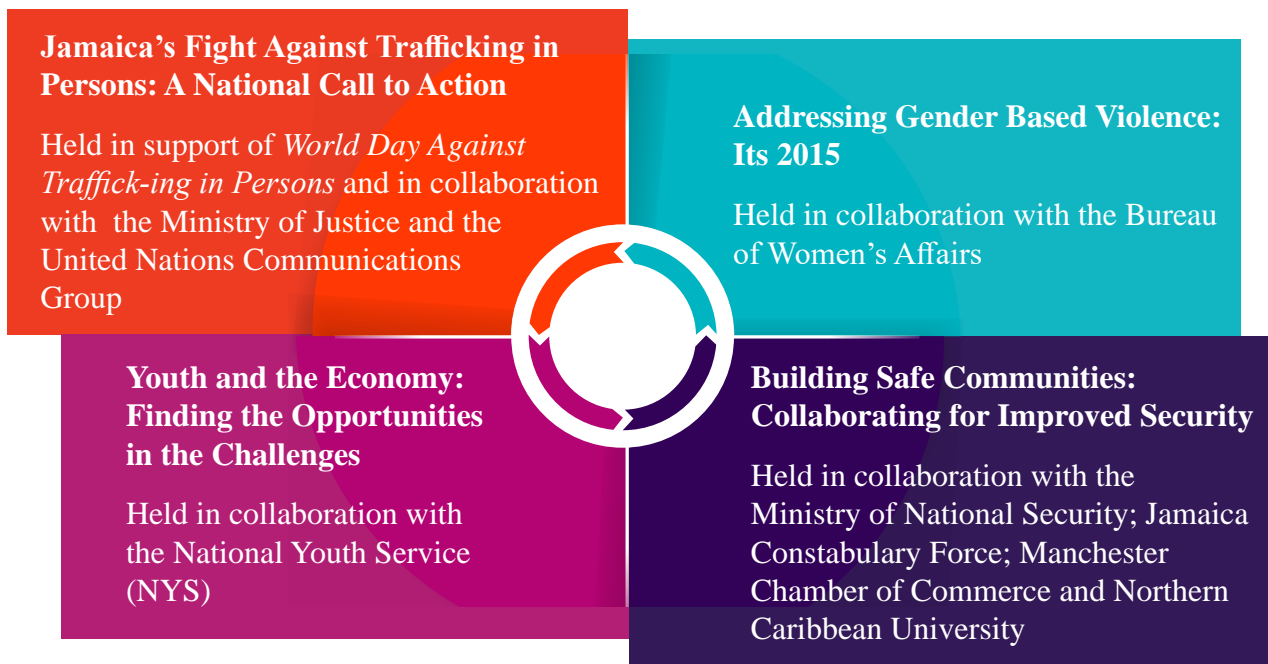 Jamaica’s Fight Against Trafficking in
Persons: A National Call to Action
Held in support of World Day Against
Traffick-ing in Persons and in collaboration
with  the Ministry of Justice and the
United Nations Communications
Group
Addressing Gender Based Violence:
Its 2015
Held in collaboration with the Bureau
of Women’s Affairs
Youth and the Economy:
Finding the Opportunities
in the Challenges
Held in collaboration with
the National Youth Service
(NYS)
Building Safe Communities:
Collaborating for Improved Security
Held in collaboration with the
Ministry of National Security; Jamaica
Constabulary Force; Manchester
Chamber of Commerce and Northern
Caribbean University